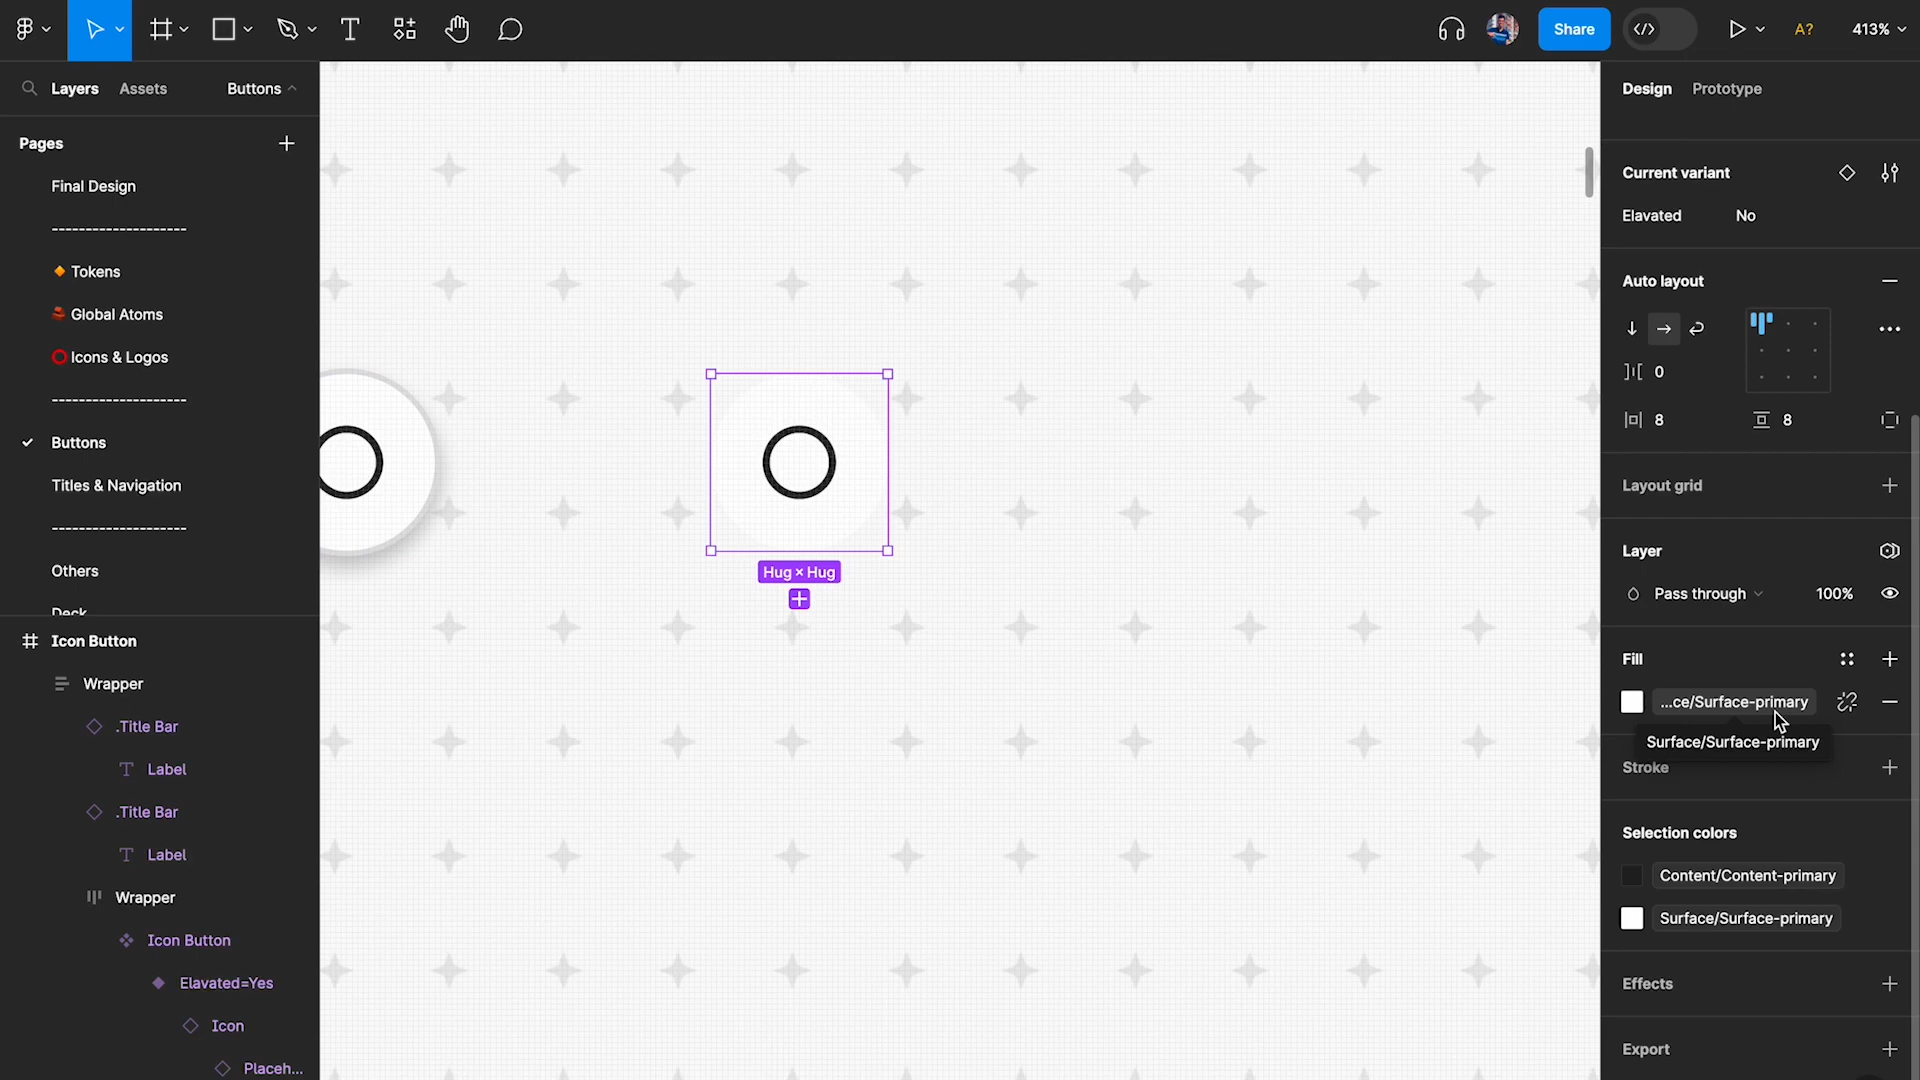 Share
A?
413%
Layers Assets Buttons
Pages
Final Design
--------------------
Tokens
Global Atoms
Icons & Logos
--------------------
Buttons
Titles & Navigation
--------------------
Others
Deck
Icon Button
Wrapper
.Title Bar
Label
.Title Bar
Label
Wrapper
Icon Button
Elavated=Yes
Icon
Placeh...
Hug × Hug
Design Prototype
Current variant
Elavated No
Auto layout
0
8 8
Layout grid
Layer
Pass through 100%
Fill
...ce/Surface-primary
Surface/Surface-primary
Stroke
Selection colors
Content/Content-primary
Surface/Surface-primary
Effects
Export